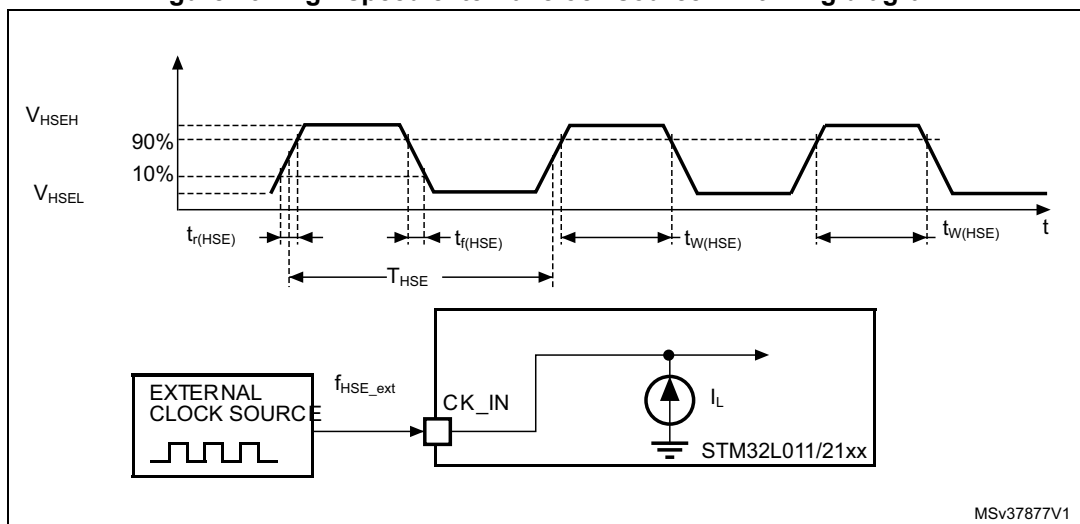 V_HSEH
90%
10%
V_HSEL
t_r(HSE)
t_f(HSE)
t_W(HSE)
t_W(HSE)
t
T_HSE
EXTERNAL
CLOCK SOURCE
f_HSE_ext
CK_IN
I_L
STM32L011/21xx
MSv37877V1